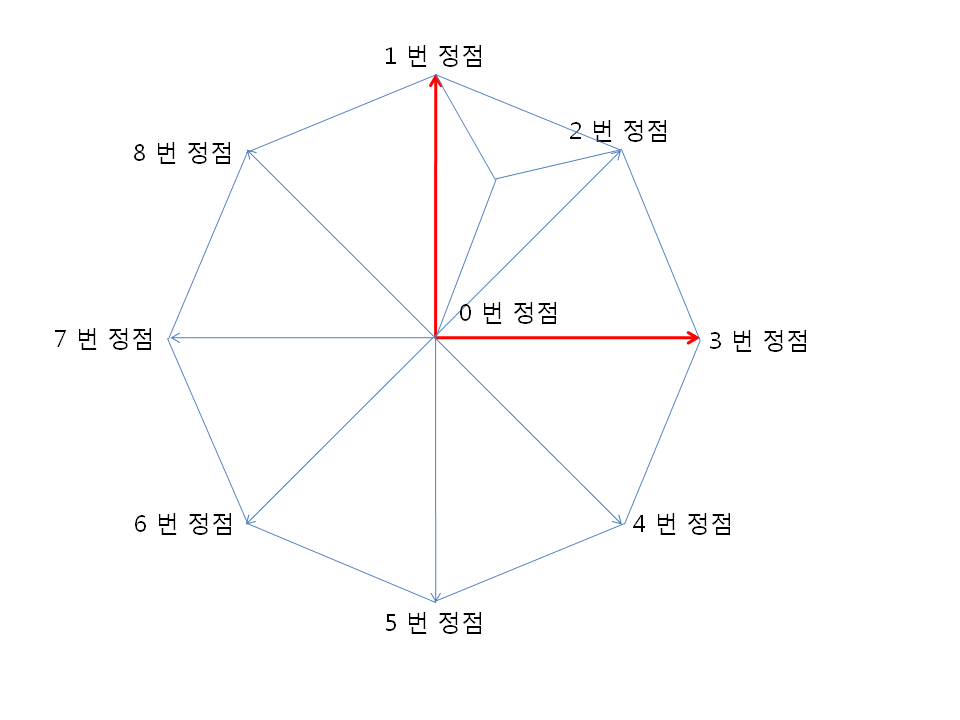 1 번 정점
2 번 정점
8 번 정점
0 번 정점
7 번 정점
3 번 정점
6 번 정점
4 번 정점
5 번 정점